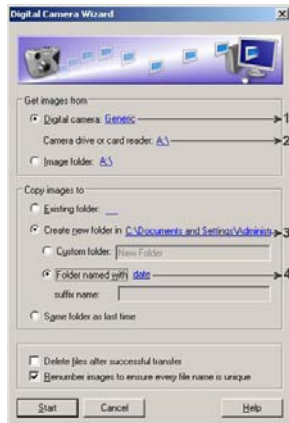 Digital Camera Wizard
Get images from
Digital camera: Generic 1
Camera drive or card reader: A:\ 2
Image folder: A:\
Copy images to
Existing folder:
Create new folder in C:\Documents and Settings\Administr 3
Custom folder: New Folder
Folder named with date 4
suffix name:
Same folder as last time
Delete files after successful transfer
Renumber images to ensure every file name is unique
Start Cancel Help